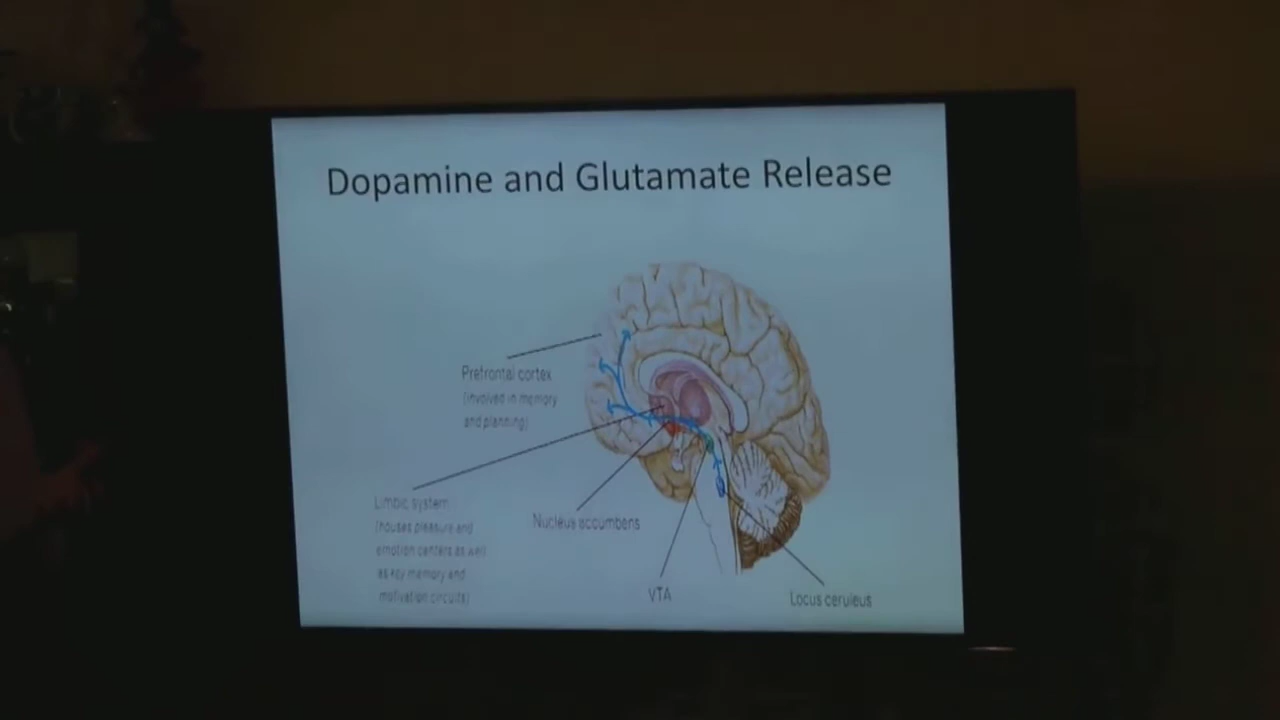 Dopamine and Glutamate Release
Prefrontal cortex
(involved in memory
and planning)
Limbic system
(houses pleasure and
emotion centers as well
as key memory and
motivation circuits)
Nucleus accumbens
VTA
Locus ceruleus